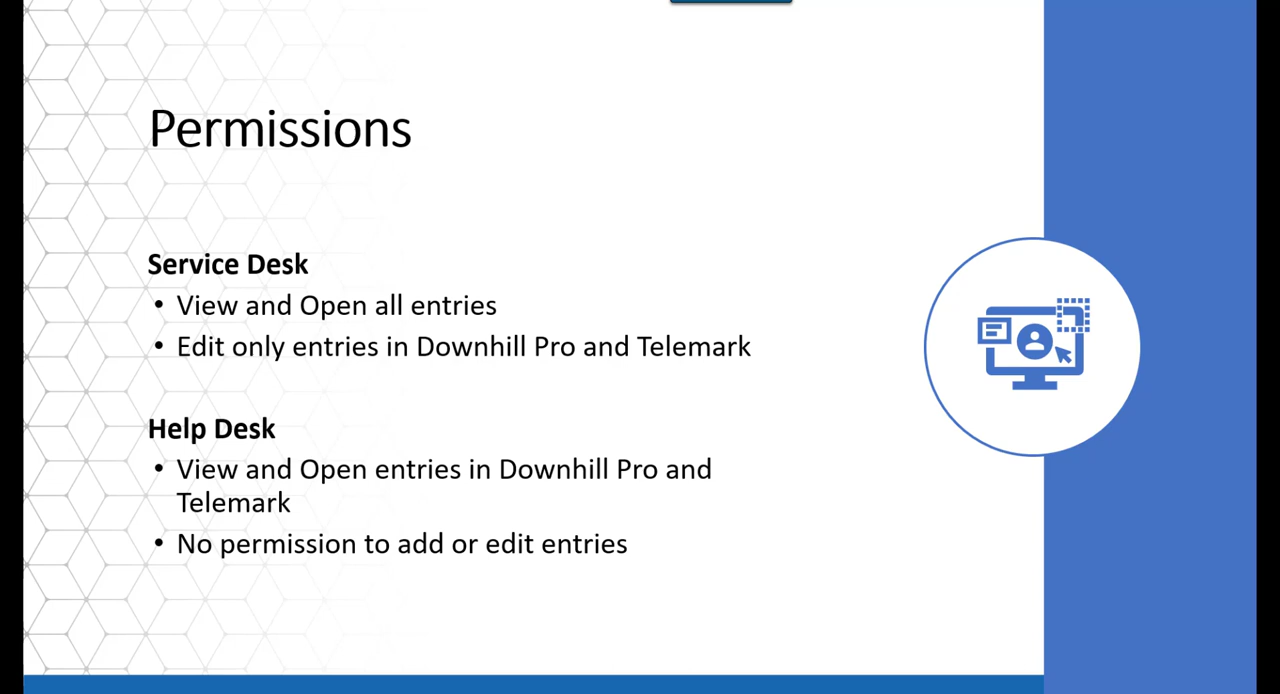 Permissions
Service Desk
• View and Open all entries
• Edit only entries in Downhill Pro and Telemark
Help Desk
• View and Open entries in Downhill Pro and
Telemark
• No permission to add or edit entries